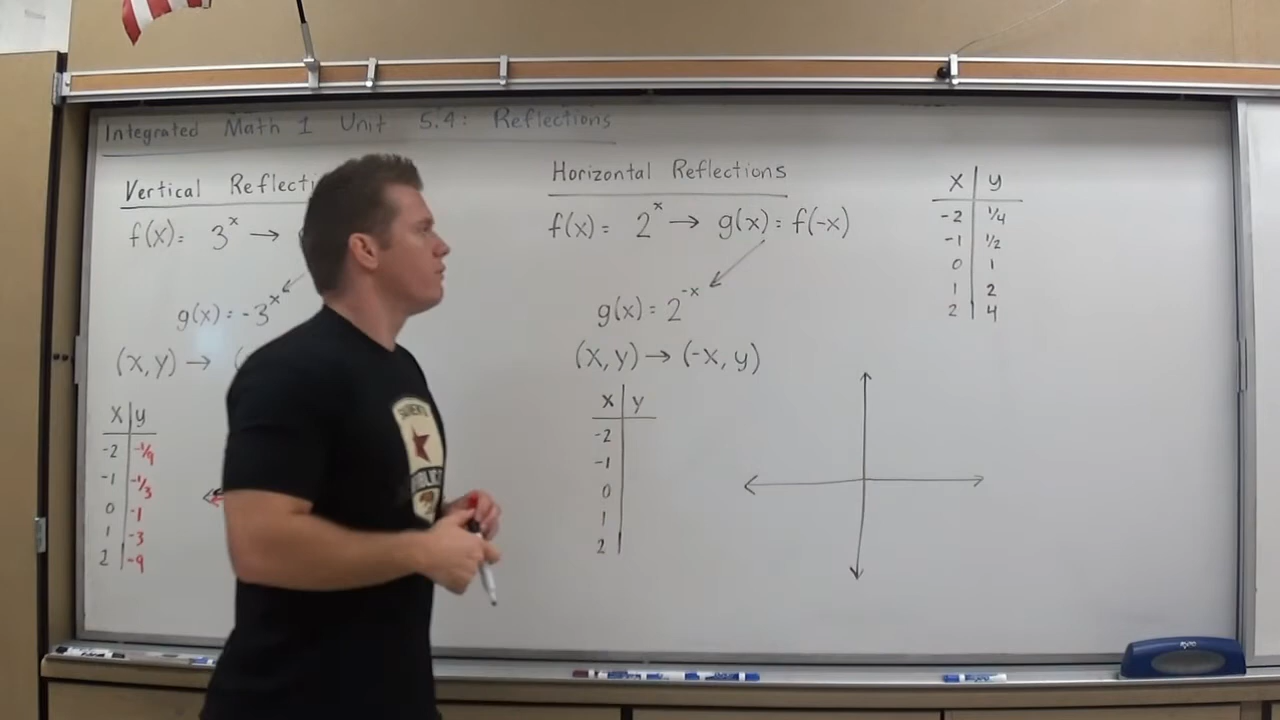 Integrated Math 1 Unit 5.4: Reflections
Vertical Reflecti
f(x)= 3^x →
g(x)= -3^x
(x,y) → (
x | y
-2 | -1/9
-1 | -1/3
0 | -1
1 | -3
2 | -9
Horizontal Reflections
f(x)= 2^x → g(x)= f(-x)
g(x)= 2^-x
(x,y) → (-x, y)
x | y
-2
-1
0
1
2
x | y
-2 | 1/4
-1 | 1/2
0 | 1
1 | 2
2 | 4
EXPO